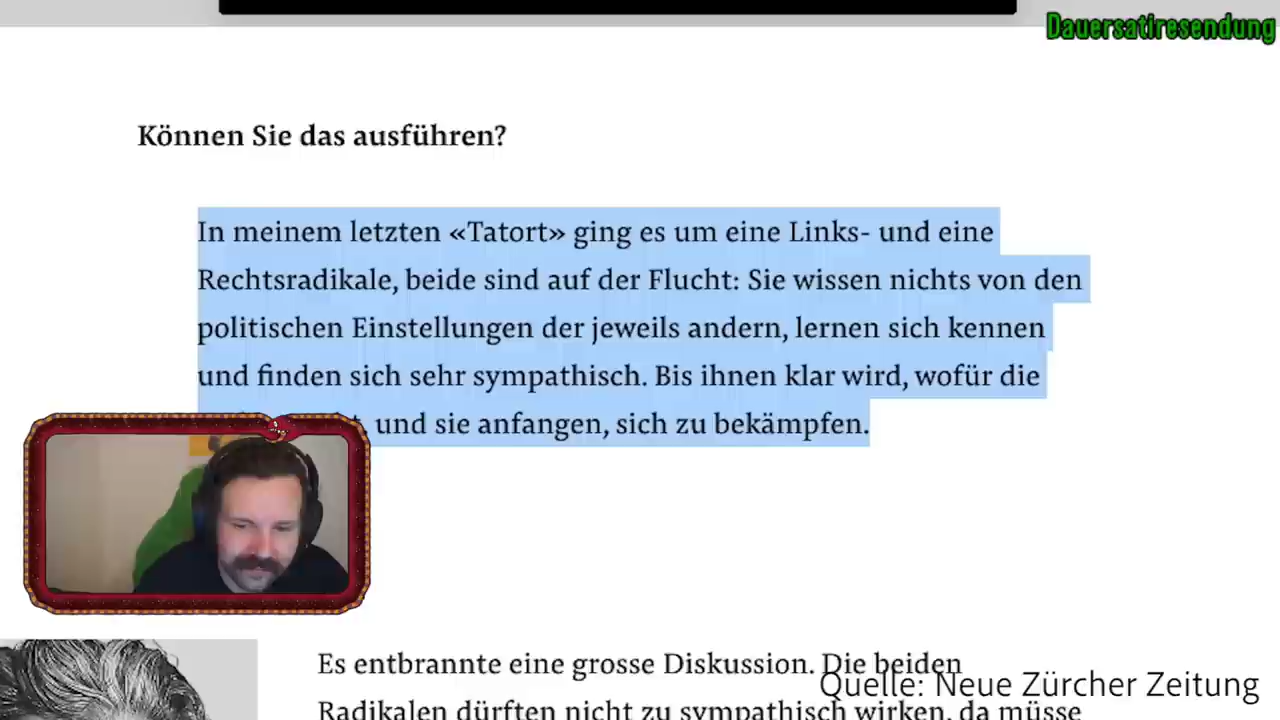 Dauersatiresendung
Können Sie das ausführen?
In meinem letzten «Tatort» ging es um eine Links- und eine
Rechtsradikale, beide sind auf der Flucht: Sie wissen nichts von den
politischen Einstellungen der jeweils andern, lernen sich kennen
und finden sich sehr sympathisch. Bis ihnen klar wird, wofür die
und sie anfangen, sich zu bekämpfen.
Es entbrannte eine grosse Diskussion. Die beiden
Radikalen dürften nicht zu sympathisch wirken, da müsse
Quelle: Neue Zürcher Zeitung